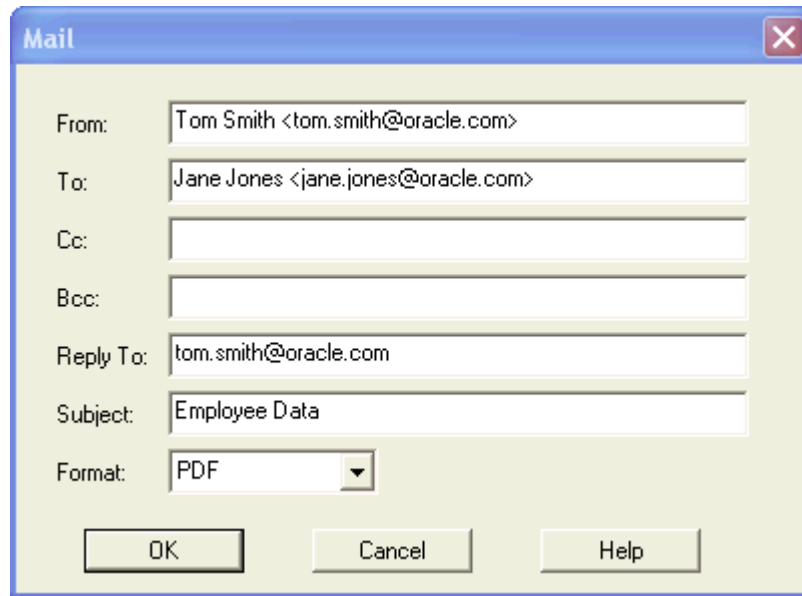 Mail
From: Tom Smith <tom.smith@oracle.com>
To: Jane Jones <jane.jones@oracle.com>
Cc:
Bcc:
Reply To: tom.smith@oracle.com
Subject: Employee Data
Format: PDF
OK Cancel Help